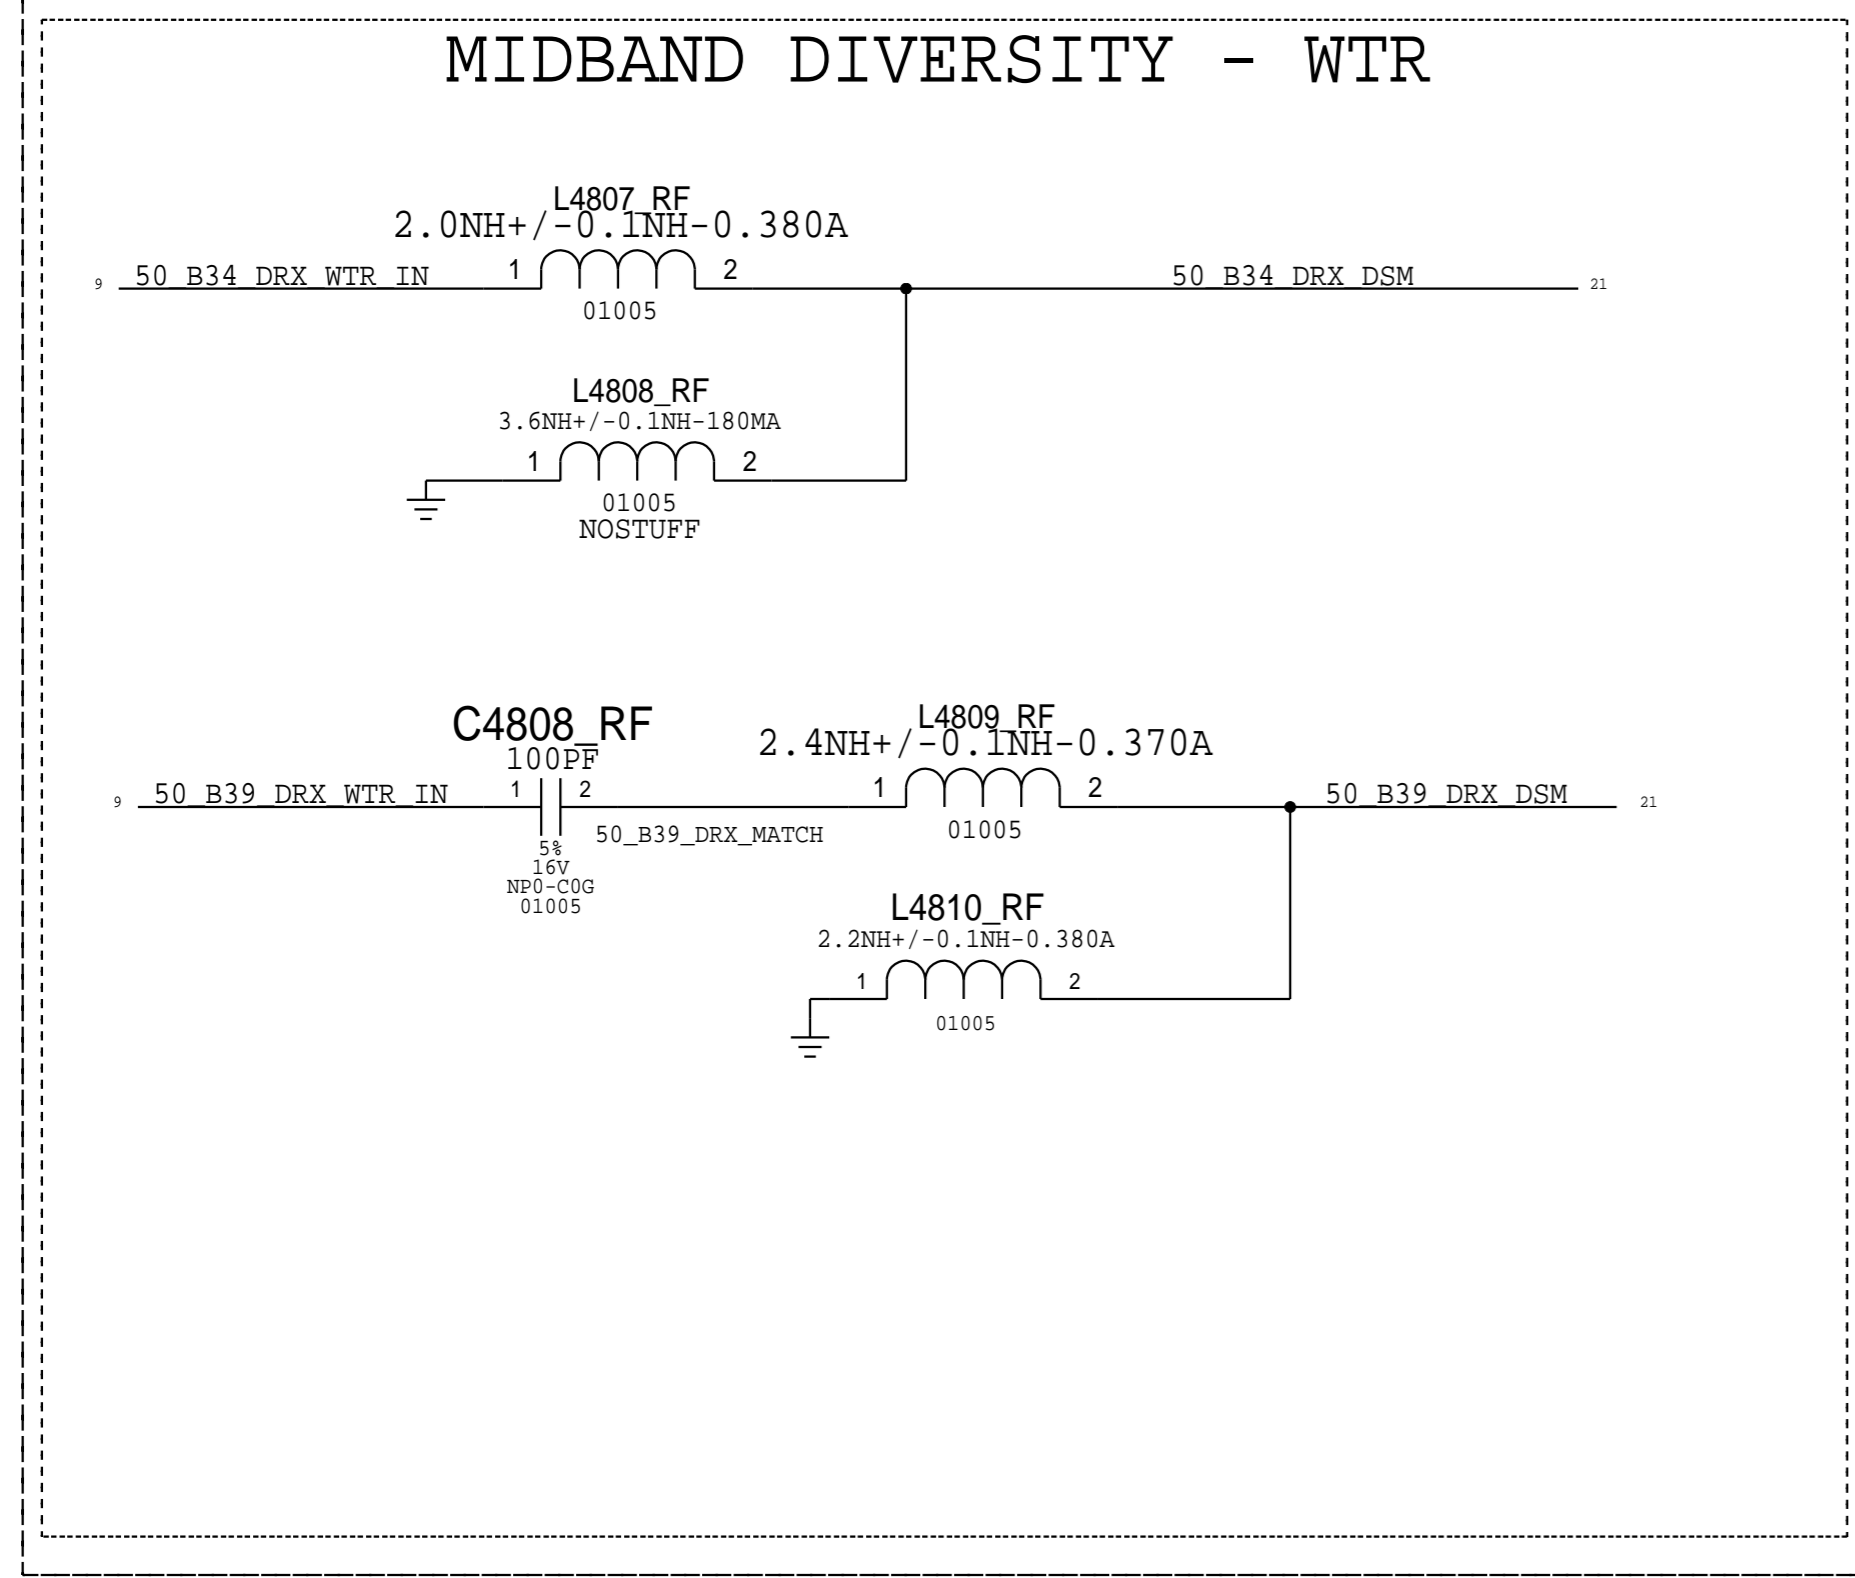 MIDBAND DIVERSITY - WTR
L4807_RF
2.0NH+/-0.1NH-0.380A
9 50_B34_DRX_WTR_IN 1 2 50_B34_DRX_DSM 21
01005
L4808_RF
3.6NH+/-0.1NH-180MA
1 2
01005
NOSTUFF
C4808_RF
100PF
L4809_RF
2.4NH+/-0.1NH-0.370A
9 50_B39_DRX_WTR_IN 1 2 1 2 50_B39_DRX_DSM 21
50_B39_DRX_MATCH
01005
5%
16V
NP0-C0G
01005
L4810_RF
2.2NH+/-0.1NH-0.380A
1 2
01005